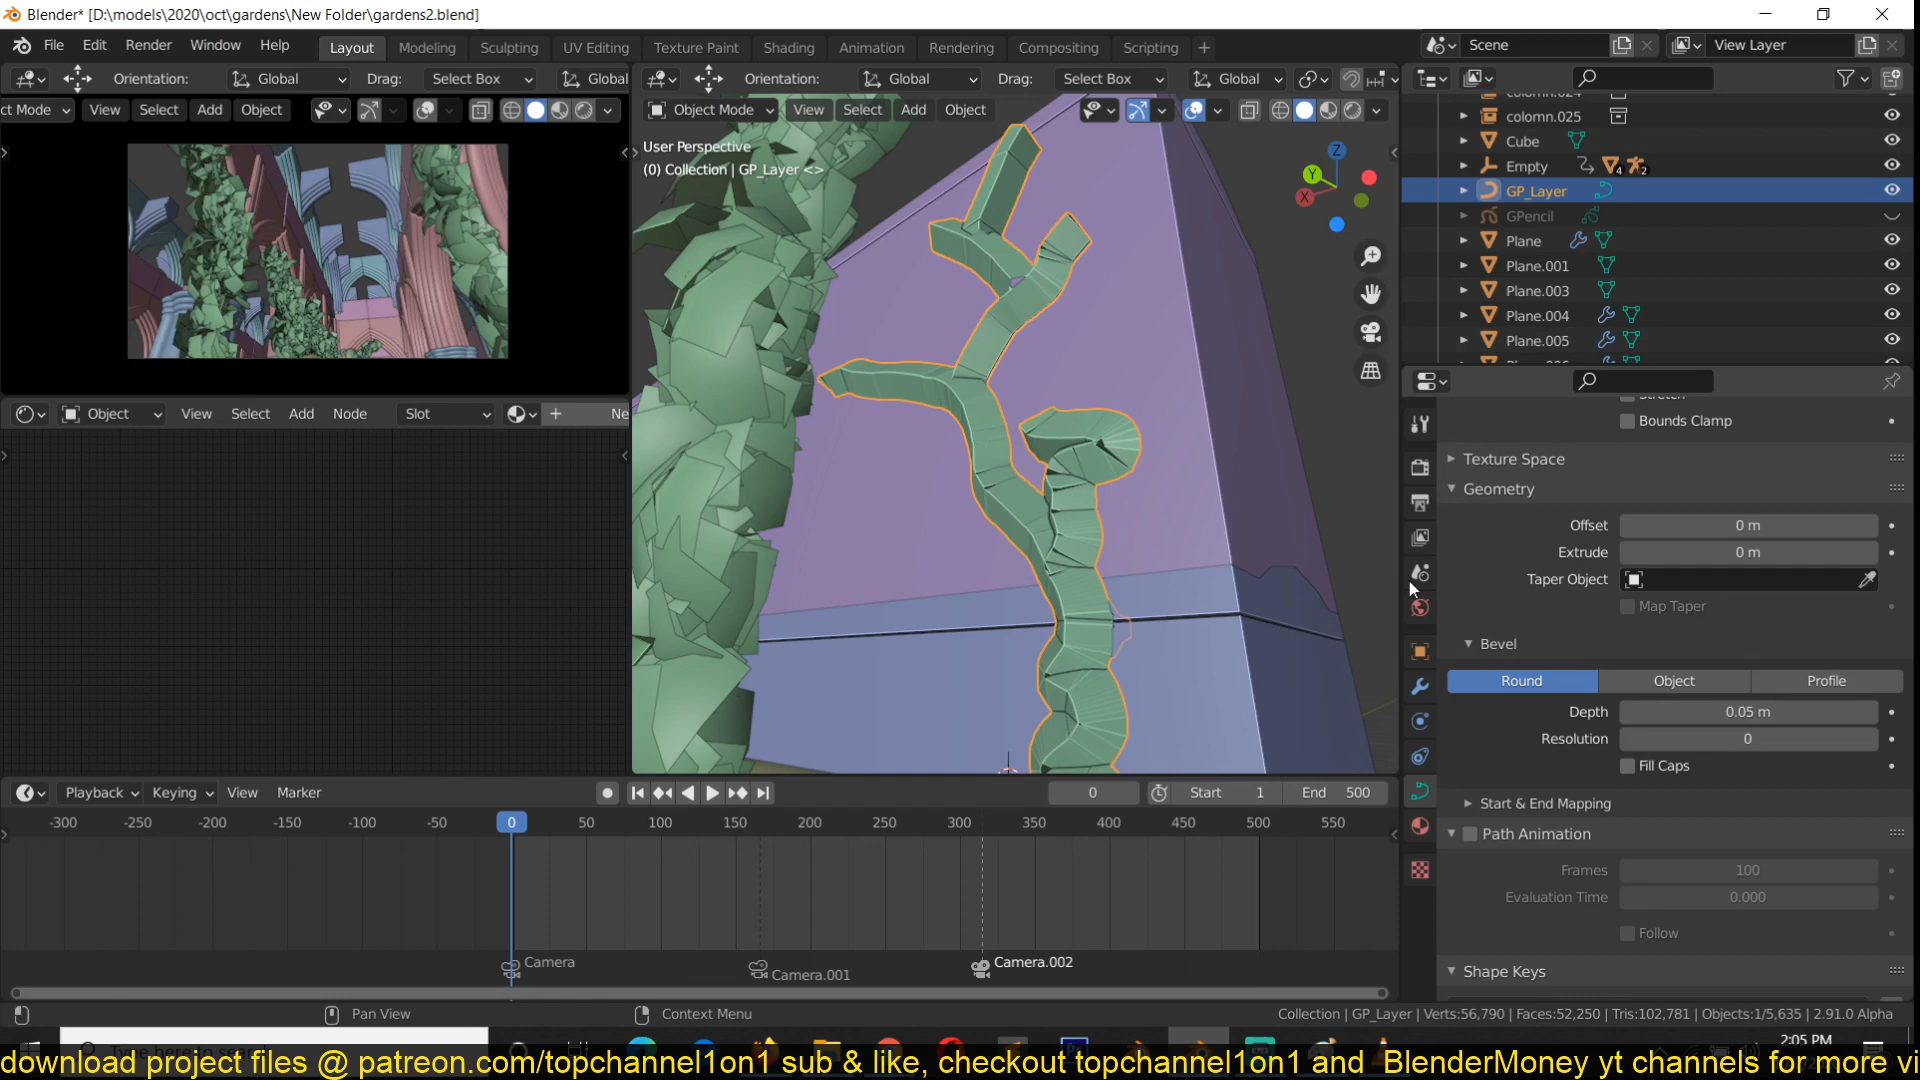 Blender* [D:\models\2020\oct\gardens\New Folder\gardens2.blend]
File Edit Render Window Help Layout Modeling Sculpting UV Editing Texture Paint Shading Animation Rendering Compositing Scripting + Scene View Layer
Orientation: Global Drag: Select Box Global Orientation: Global Drag: Select Box Global
ct Mode View Select Add Object Object Mode View Select Add Object
User Perspective
(0) Collection | GP_Layer <>
Z
Y
X
colomn.024
colomn.025
Cube
Empty 4 2
GP_Layer
GPencil
Plane
Plane.001
Plane.003
Plane.004
Plane.005
Object View Select Add Node Slot + Ne
Bounds Clamp
Texture Space
Geometry
Offset 0 m
Extrude 0 m
Taper Object
Map Taper
Bevel
Round Object Profile
Depth 0.05 m
Resolution 0
Fill Caps
Start & End Mapping
Path Animation
Frames 100
Evaluation Time 0.000
Follow
Shape Keys
Playback Keying View Marker 0 Start 1 End 500
-300 -250 -200 -150 -100 -50 0 50 100 150 200 250 300 350 400 450 500 550
Camera Camera.001 Camera.002
Pan View Context Menu Collection | GP_Layer | Verts:56,790 | Faces:52,250 | Tris:102,781 | Objects:1/5,635 | 2.91.0 Alpha
2:05 PM
download project files @ patreon.com/topchannel1on1 sub & like, checkout topchannel1on1 and BlenderMoney yt channels for more vi